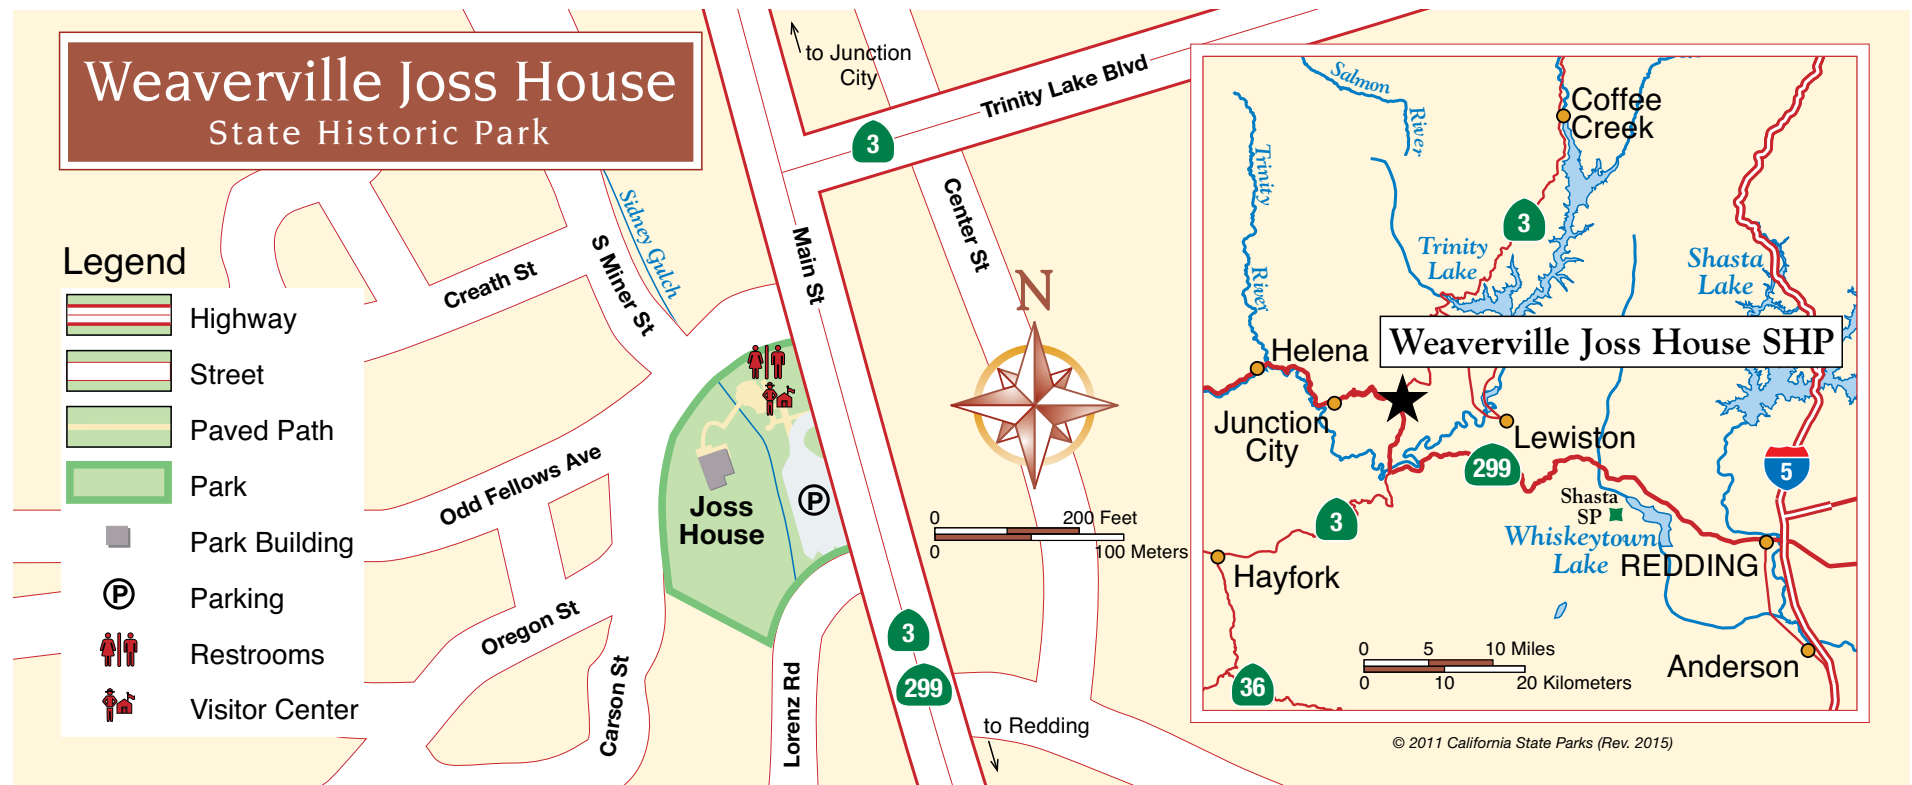 Weaverville Joss House
State Historic Park
Legend
Highway
Street
Paved Path
Park
Park Building
P
Parking
Restrooms
Visitor Center
to Junction
City
Trinity Lake Blvd
3
Sidney Gulch
Creath St
S Miner St
Main St
Center St
N
Odd Fellows Ave
Joss
House
P
0
200 Feet
0
100 Meters
Oregon St
Carson St
Lorenz Rd
3
299
to Redding
Salmon
River
Coffee
Creek
Trinity
River
3
Trinity
Lake
Shasta
Lake
Weaverville Joss House SHP
Helena
Junction
City
Lewiston
299
5
Shasta
SP
3
Whiskeytown
Lake
REDDING
Hayfork
0
5
10 Miles
0
10
20 Kilometers
36
Anderson
© 2011 California State Parks (Rev. 2015)